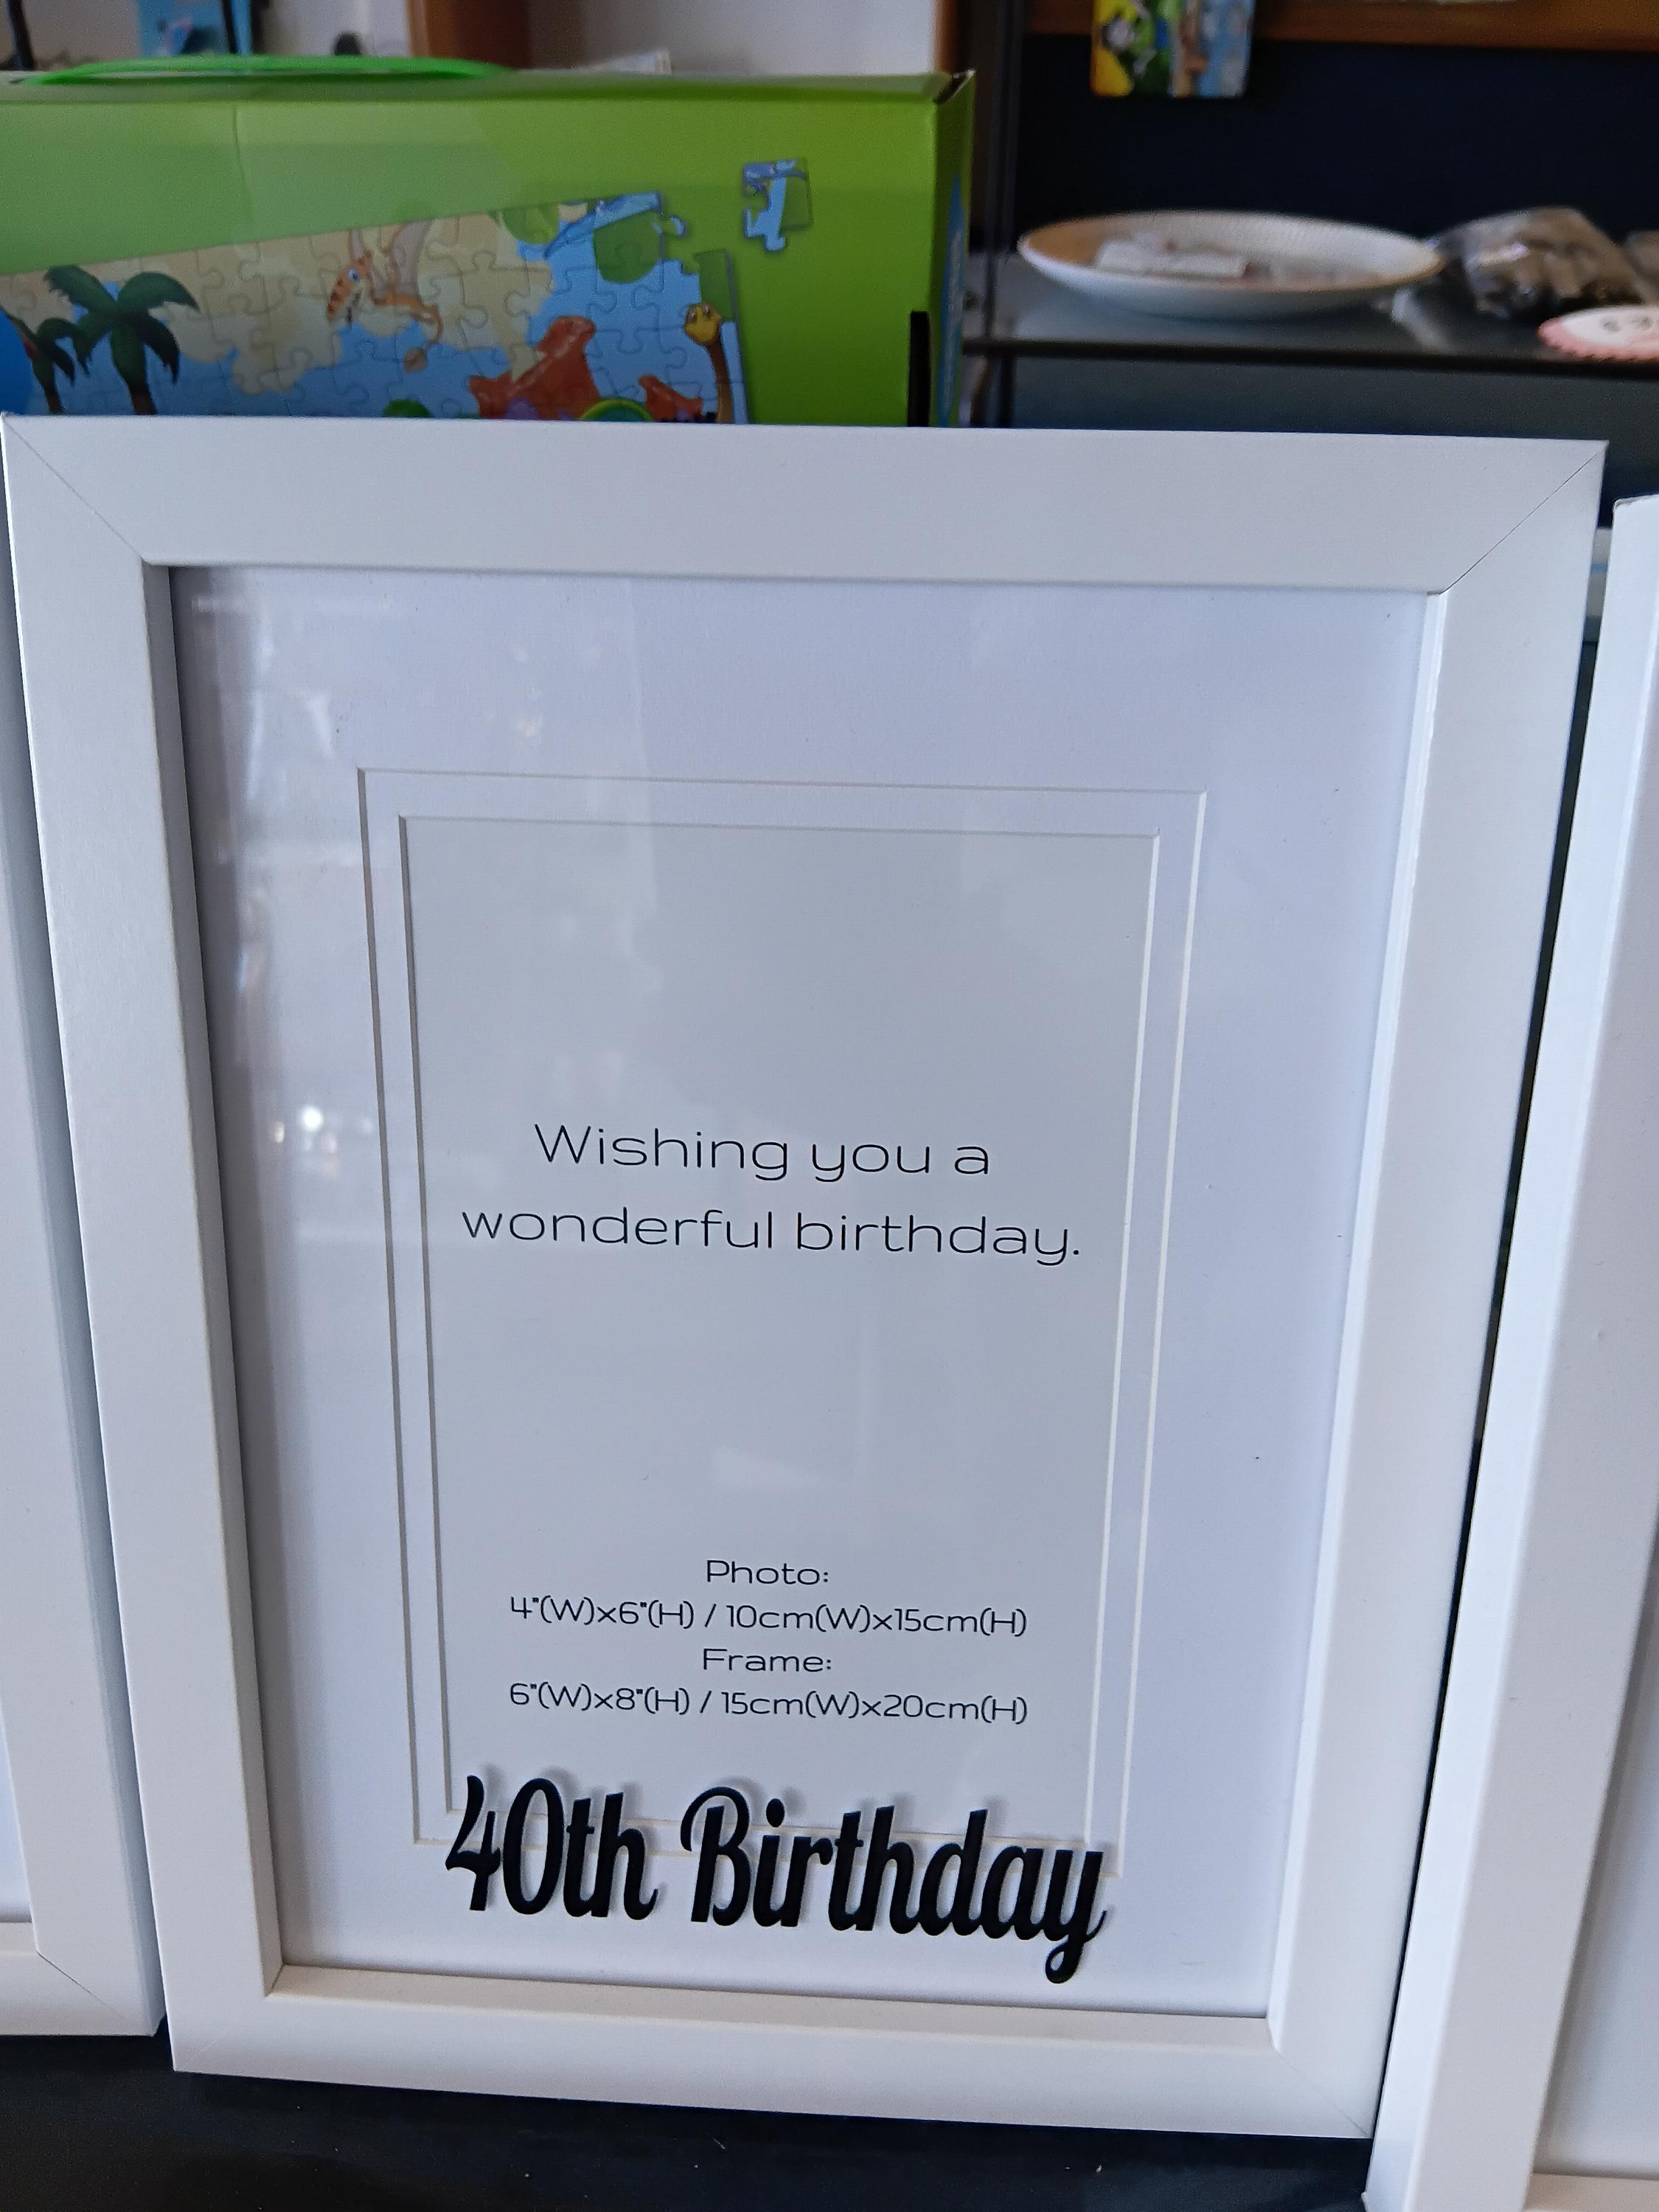 Wishing you a
wonderful birthday.
Photo:
4"(W)x6"(H) / 10cm(W)x15cm(H)
Frame:
6"(W)x8"(H) / 15cm(W)x20cm(H)
40th Birthday